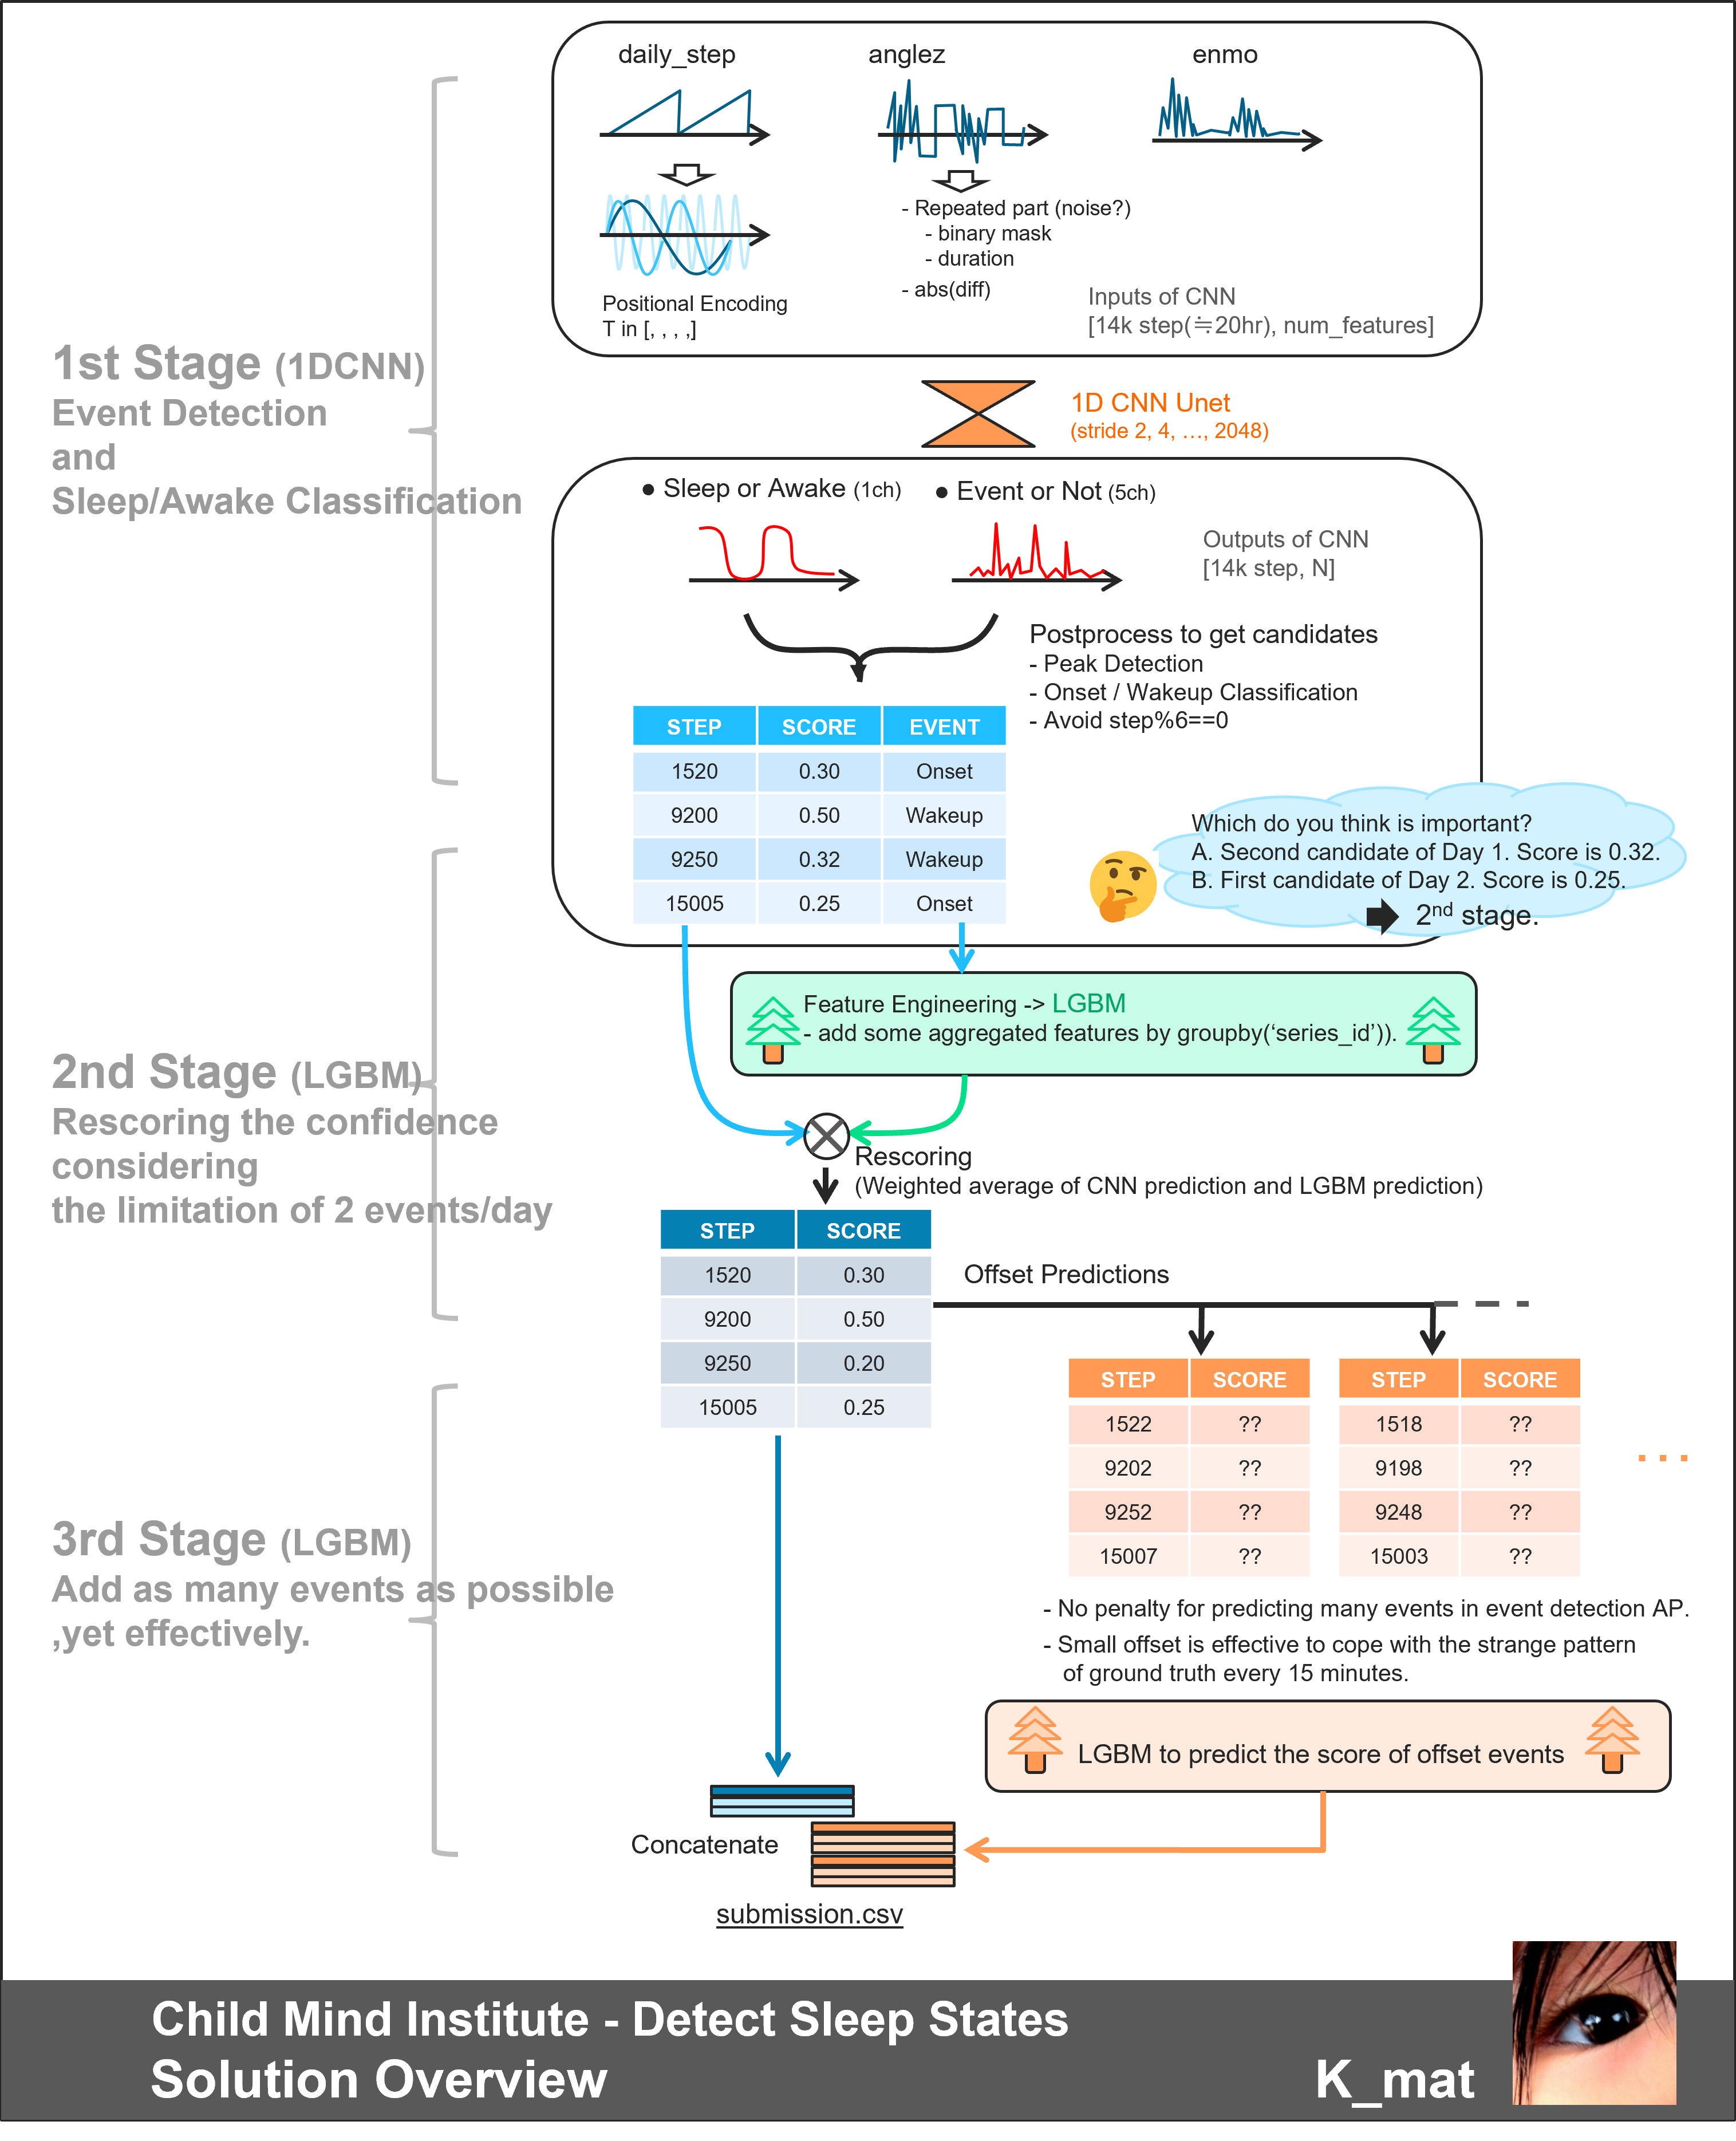 daily_step
anglez
enmo
Positional Encoding
T in [, , , ,]
- Repeated part (noise?)
- binary mask
- duration
- abs(diff)
Inputs of CNN
[14k step(≒20hr), num_features]
1st Stage (1DCNN)
Event Detection
and
Sleep/Awake Classification
1D CNN Unet
(stride 2, 4, …, 2048)
● Sleep or Awake (1ch)
● Event or Not (5ch)
Outputs of CNN
[14k step, N]
Postprocess to get candidates
- Peak Detection
- Onset / Wakeup Classification
- Avoid step%6==0
STEP SCORE EVENT
1520 0.30 Onset
9200 0.50 Wakeup
9250 0.32 Wakeup
15005 0.25 Onset
Which do you think is important?
A. Second candidate of Day 1. Score is 0.32.
B. First candidate of Day 2. Score is 0.25.
2nd stage.
2nd Stage (LGBM)
Rescoring the confidence
considering
the limitation of 2 events/day
Feature Engineering -> LGBM
- add some aggregated features by groupby(‘series_id’)).
Rescoring
(Weighted average of CNN prediction and LGBM prediction)
STEP SCORE
1520 0.30
9200 0.50
9250 0.20
15005 0.25
Offset Predictions
STEP SCORE
1522 ??
9202 ??
9252 ??
15007 ??
STEP SCORE
1518 ??
9198 ??
9248 ??
15003 ??
...
3rd Stage (LGBM)
Add as many events as possible
,yet effectively.
- No penalty for predicting many events in event detection AP.
- Small offset is effective to cope with the strange pattern
of ground truth every 15 minutes.
LGBM to predict the score of offset events
Concatenate
submission.csv
Child Mind Institute - Detect Sleep States
Solution Overview
K_mat